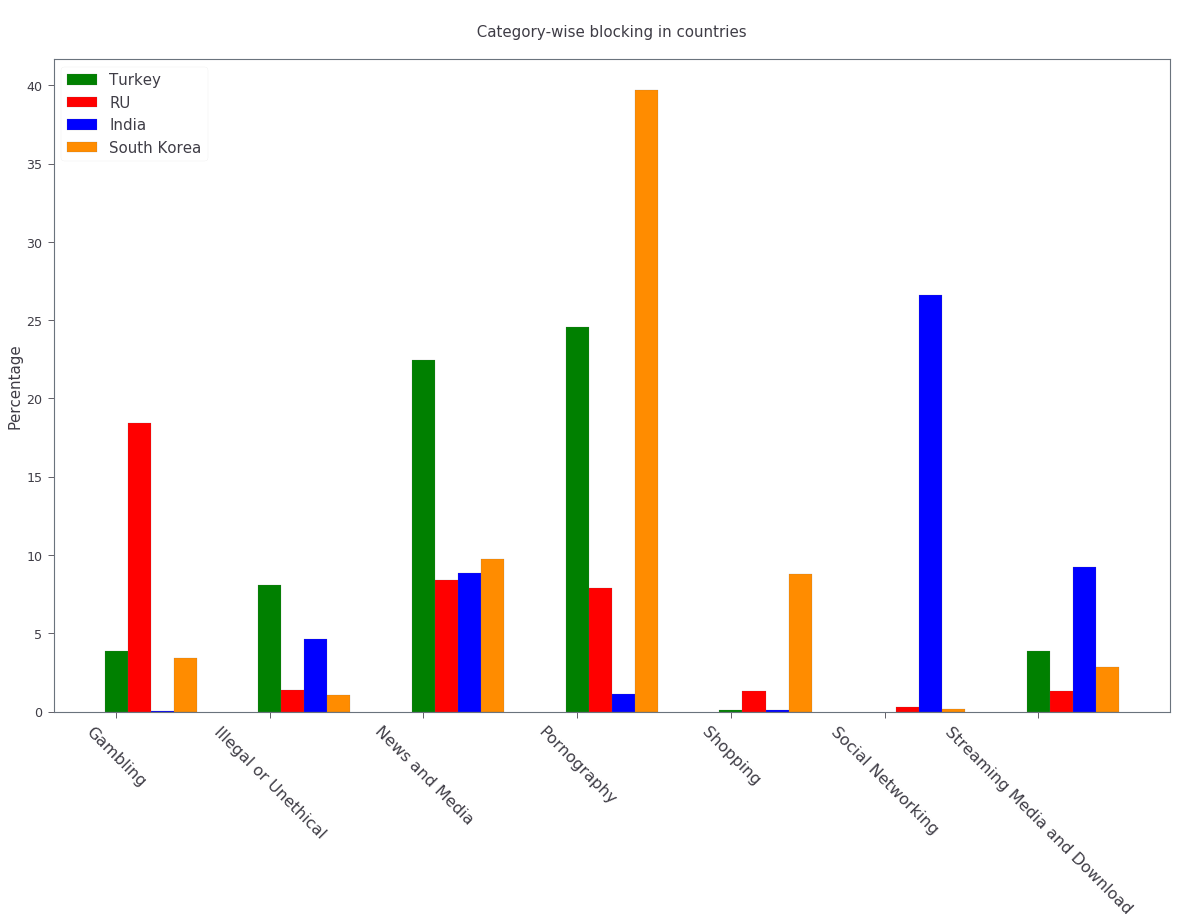 Category-wise blocking in countries
Turkey
RU
India
South Korea
Percentage
40
35
30
25
20
15
10
5
0
Gambling
Illegal or Unethical
News and Media
Pornography
Shopping
Social Networking
Streaming Media and Download